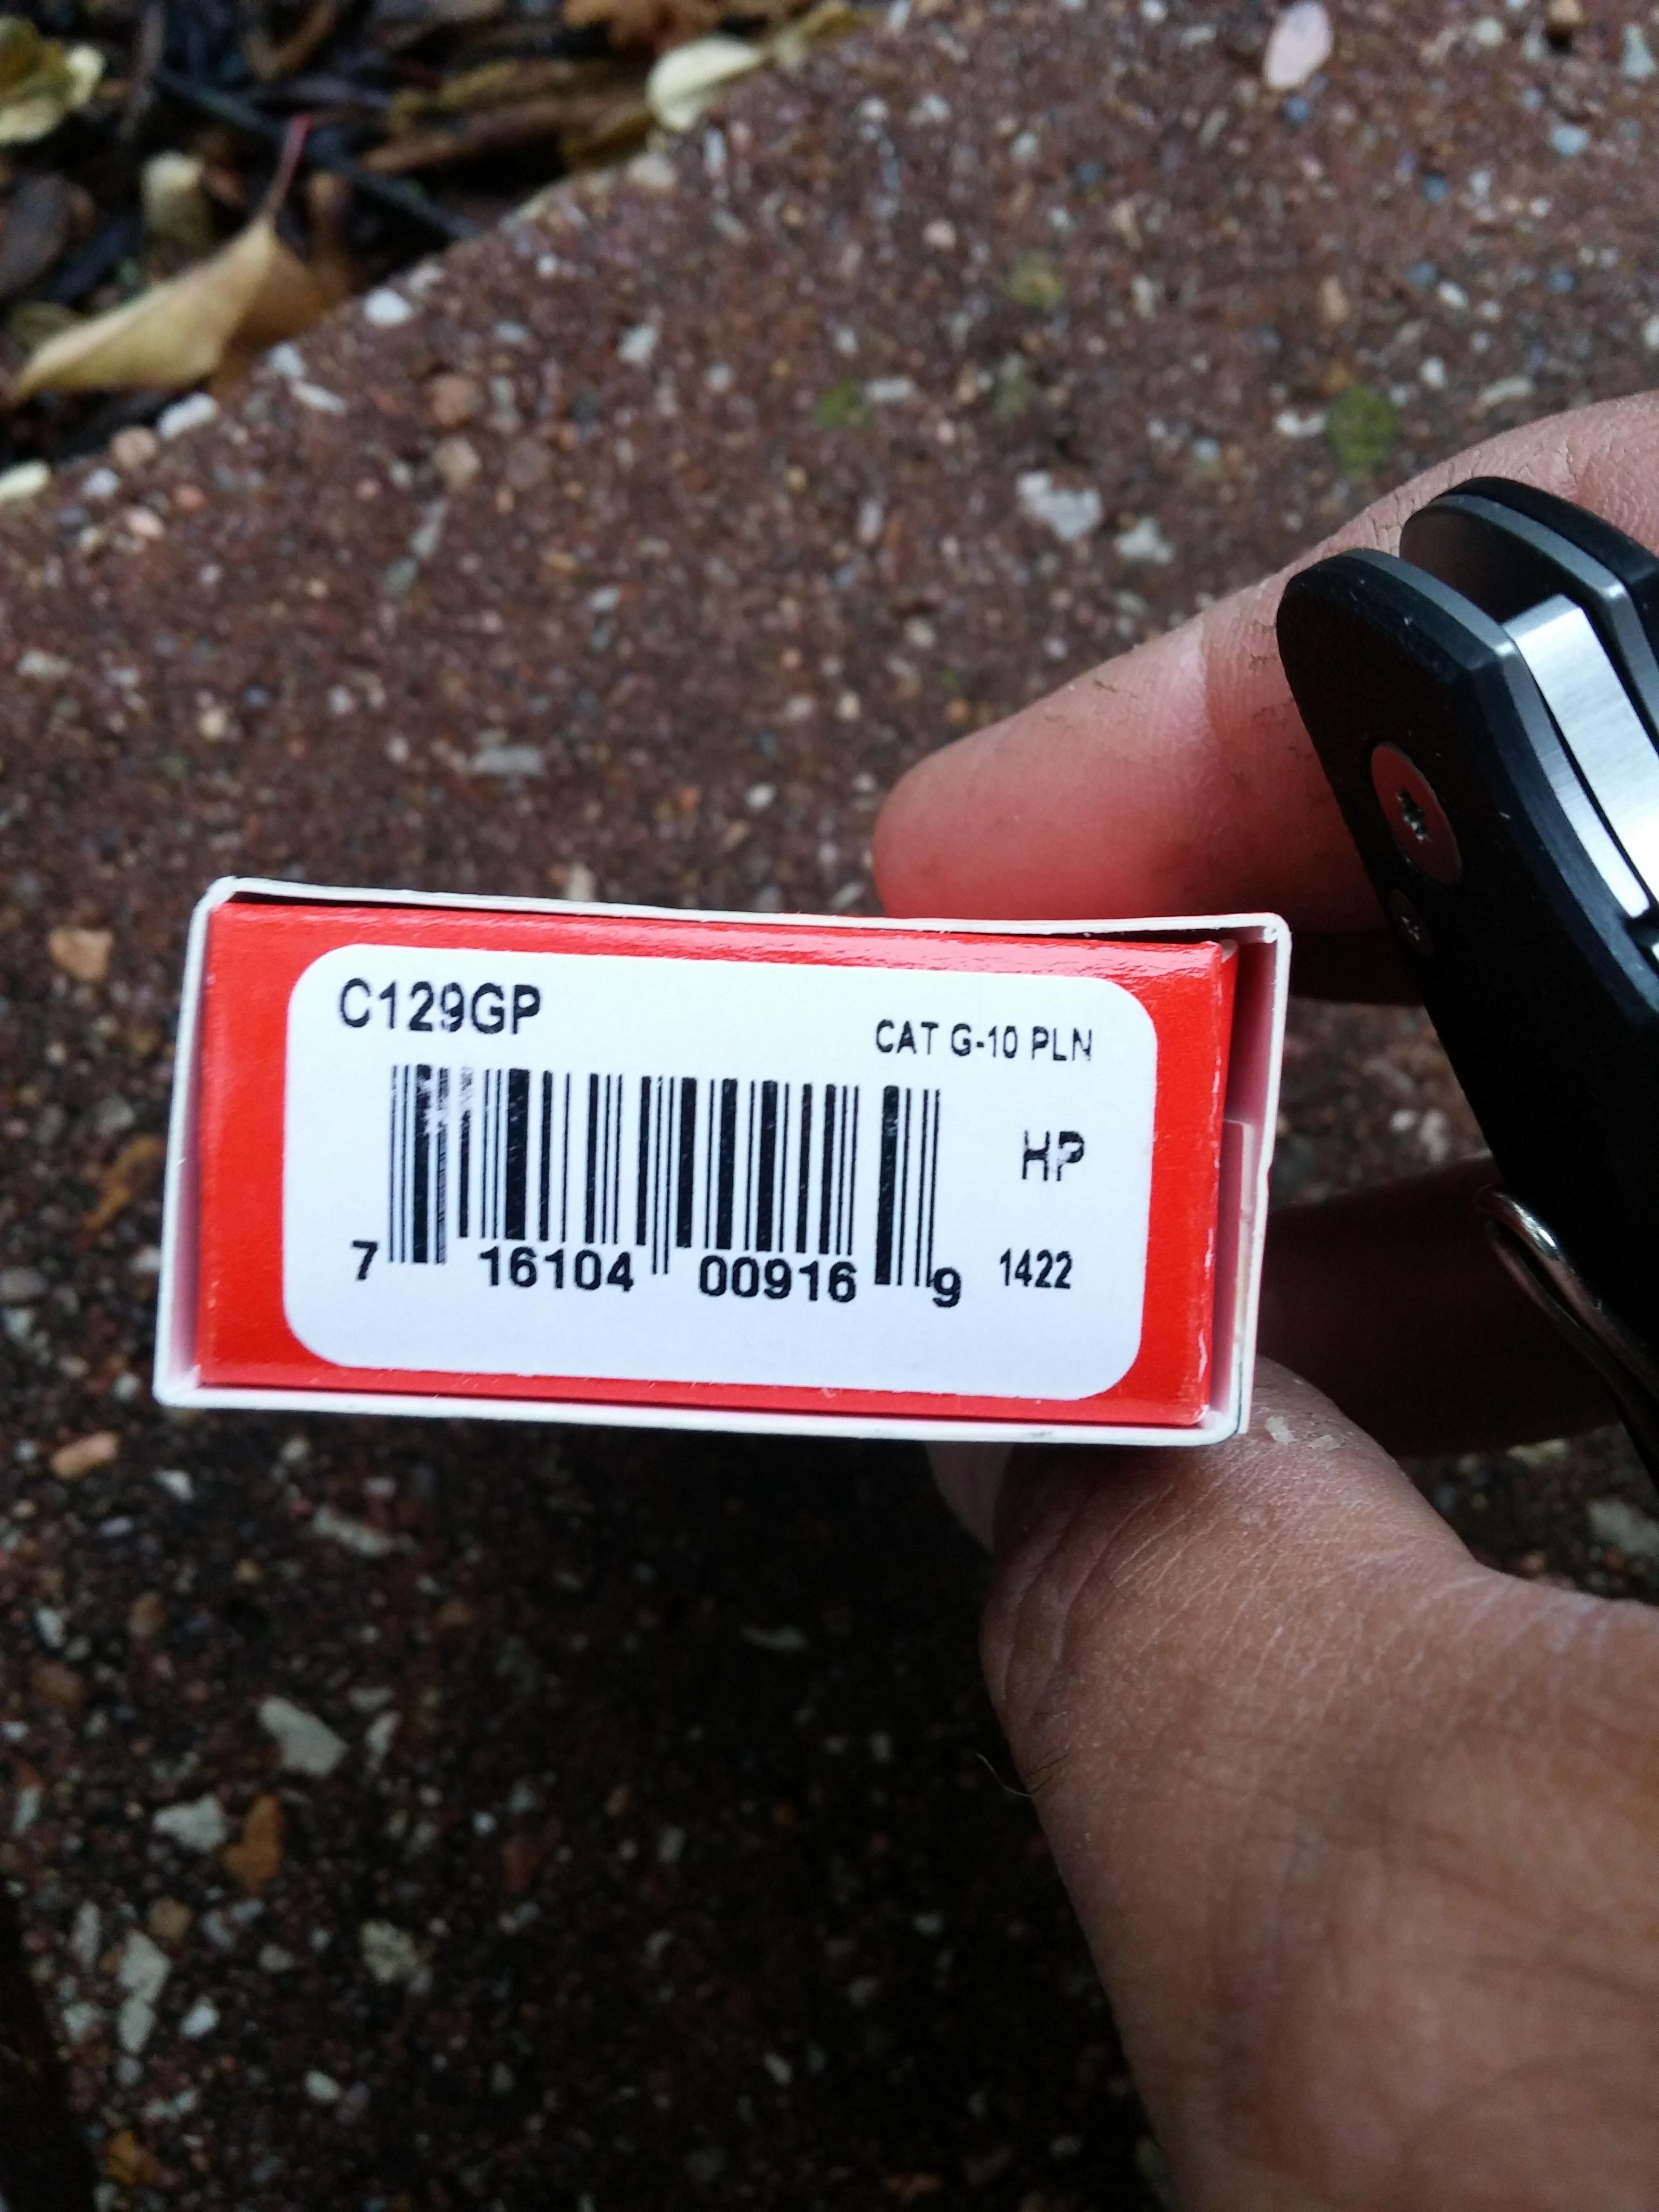 C129GP
CAT G-10 PLN
HP
7 16104 00916 9
1422